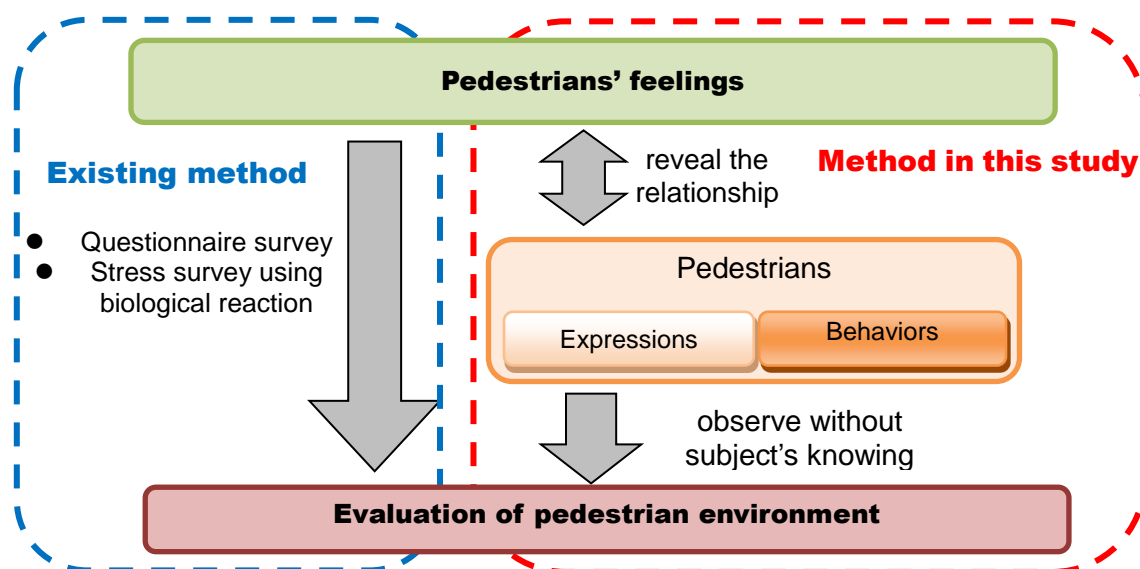 Pedestrians’ feelings
Existing method
● Questionnaire survey
● Stress survey using
biological reaction
reveal the
relationship
Method in this study
Pedestrians
Expressions
Behaviors
observe without
subject’s knowing
Evaluation of pedestrian environment